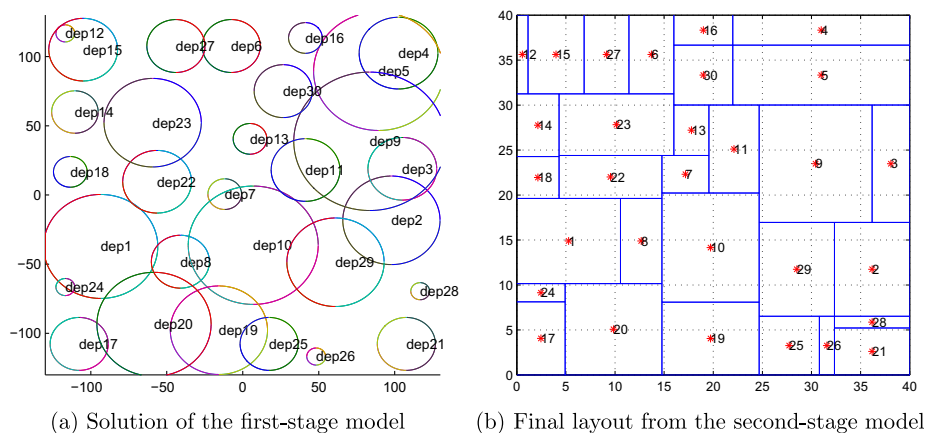 dep12
dep15
dep27
dep6
dep16
dep4
dep5
dep30
dep14
dep23
dep13
dep9
dep18
dep22
dep11
dep3
dep7
dep2
dep1
dep8
dep10
dep29
dep24
dep28
dep20
dep19
dep17
dep25
dep26
dep21
100
50
0
−50
−100
−100 −50 0 50 100
(a) Solution of the first-stage model
40
35
30
25
20
15
10
5
0
0 5 10 15 20 25 30 35 40
12 15 27 6 16 4
30 5
14 23 13
11 9 3
18 22 7
1 8 10
29 2
24
17 20 19 25 26 28
21
(b) Final layout from the second-stage model